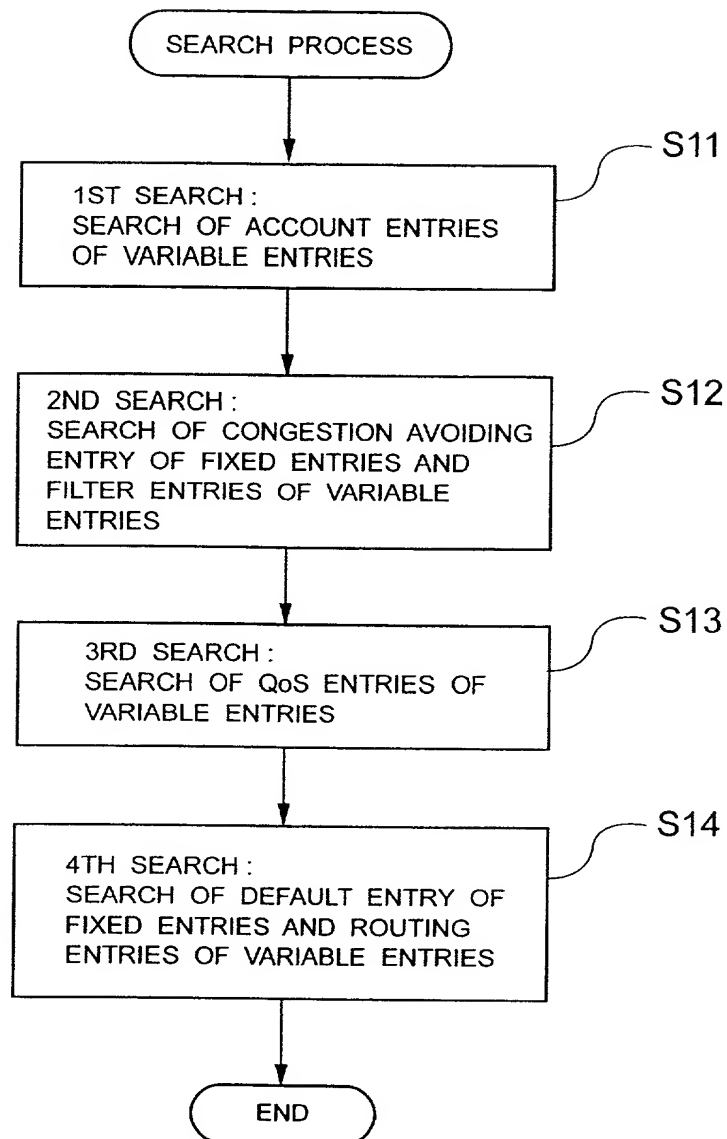 SEARCH PROCESS
S11
1ST SEARCH :
SEARCH OF ACCOUNT ENTRIES
OF VARIABLE ENTRIES
S12
2ND SEARCH :
SEARCH OF CONGESTION AVOIDING
ENTRY OF FIXED ENTRIES AND
FILTER ENTRIES OF VARIABLE
ENTRIES
S13
3RD SEARCH :
SEARCH OF QoS ENTRIES OF
VARIABLE ENTRIES
S14
4TH SEARCH :
SEARCH OF DEFAULT ENTRY OF
FIXED ENTRIES AND ROUTING
ENTRIES OF VARIABLE ENTRIES
END